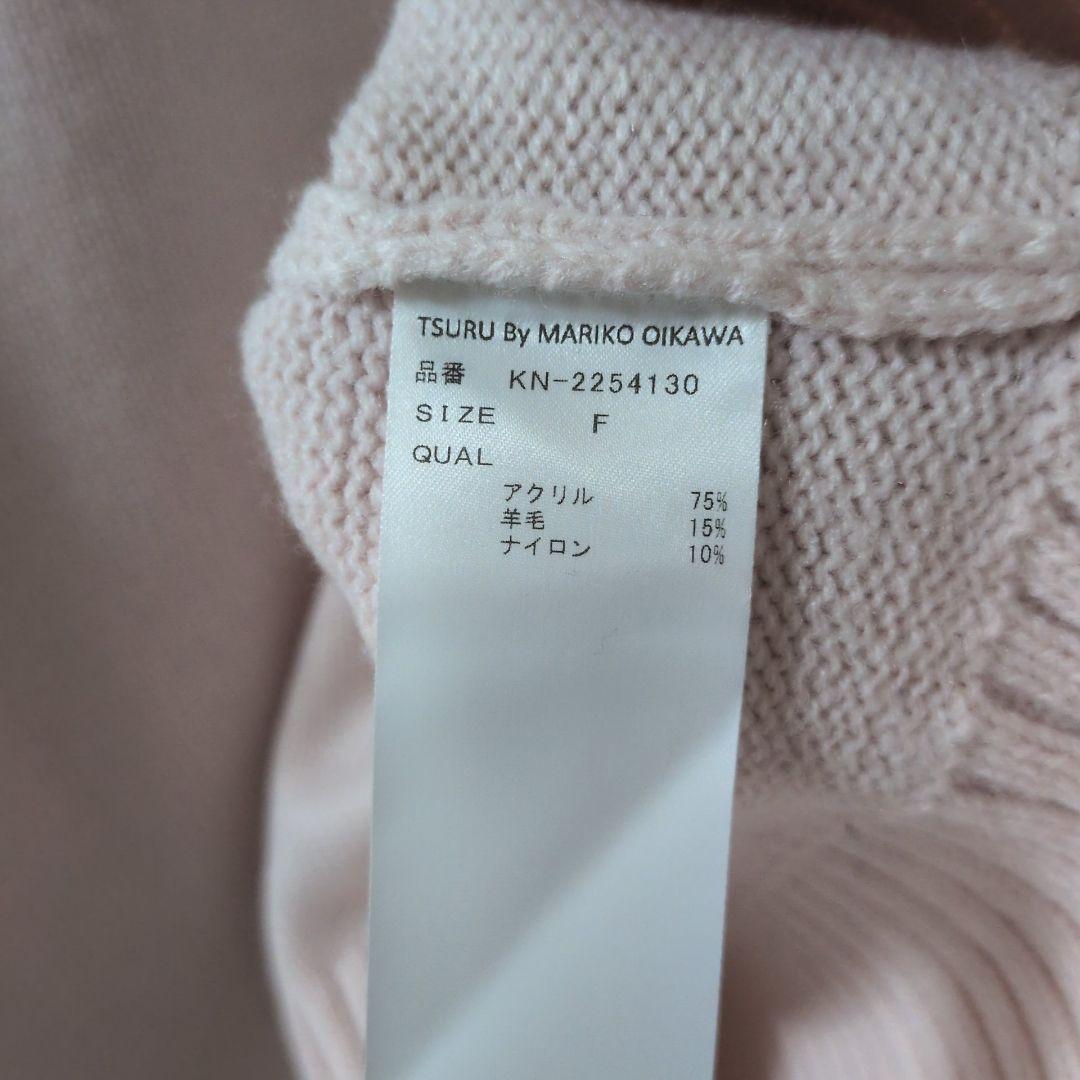 TSURU By MARIKO OIKAWA
品番 KN-2254130
SIZE F
QUAL
アクリル 75%
羊毛 15%
ナイロン 10%